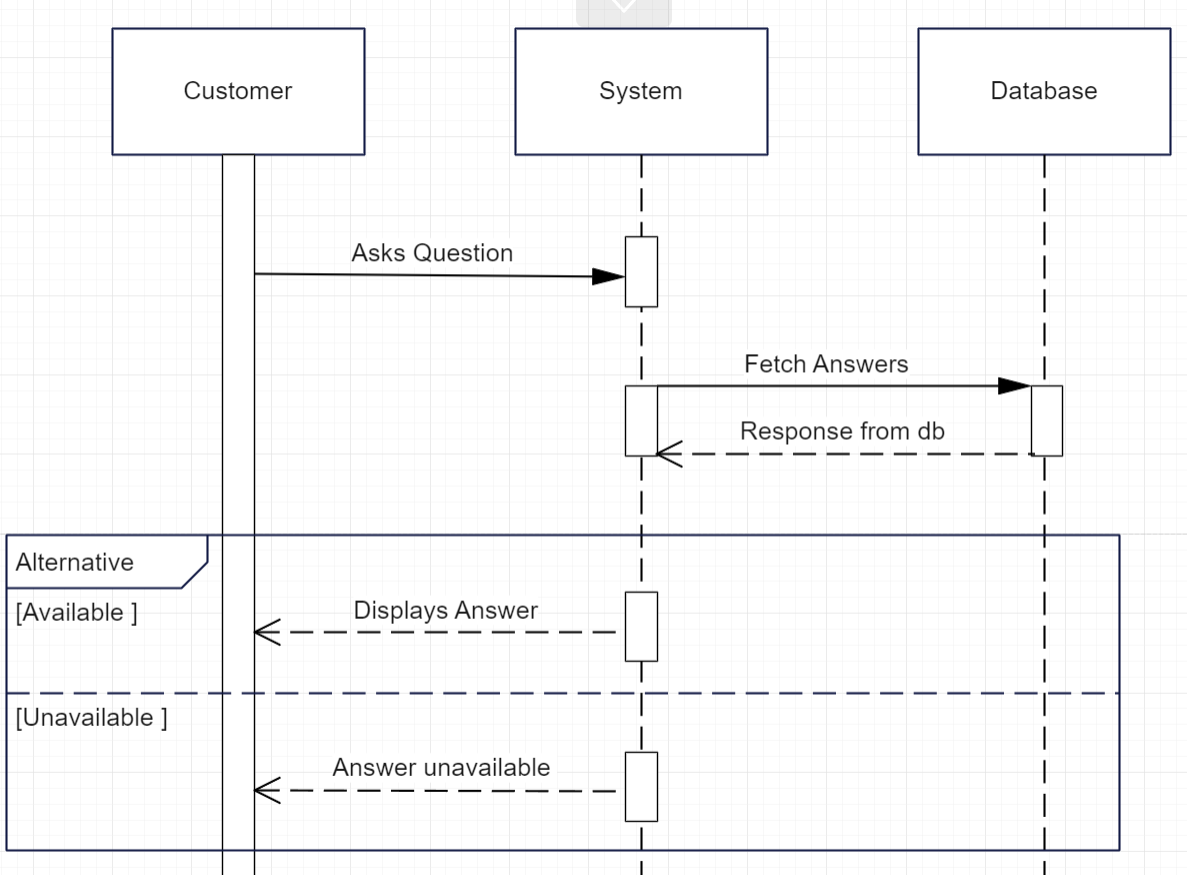 Customer
System
Database
Asks Question
Fetch Answers
Response from db
Alternative
[Available ]
Displays Answer
[Unavailable ]
Answer unavailable